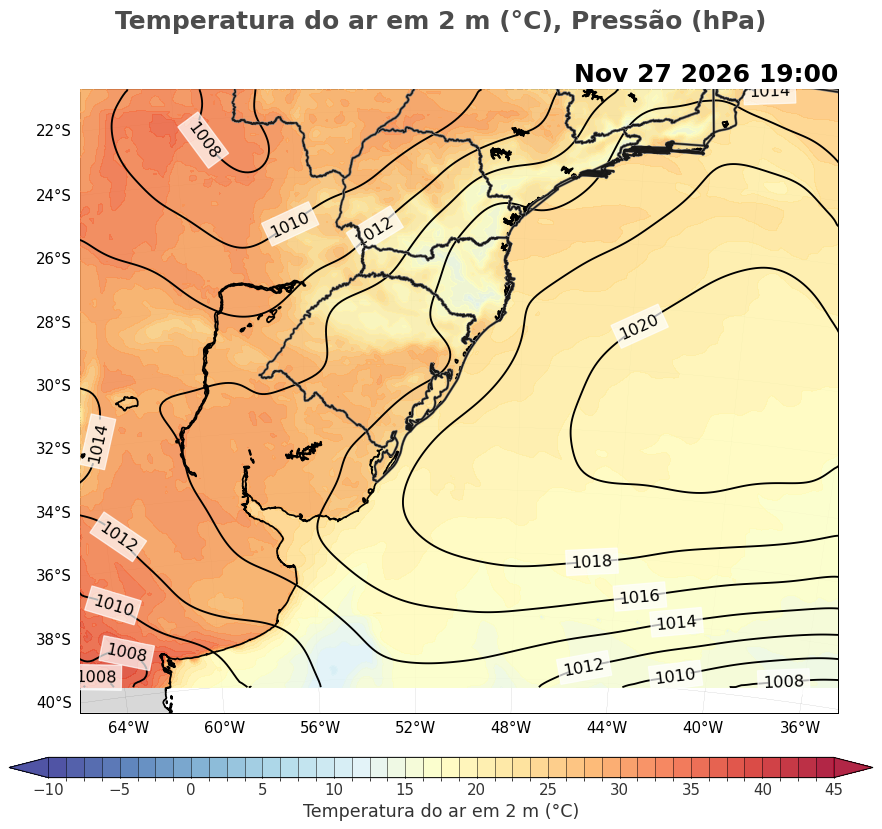 Temperatura do ar em 2 m (°C), Pressão (hPa)
Nov 27 2026 19:00
1014
1008
1010
1012
1020
1014
1012
1010
1008
1008
1018
1016
1014
1012
1010
1008
22°S
24°S
26°S
28°S
30°S
32°S
34°S
36°S
38°S
40°S
64°W 60°W 56°W 52°W 48°W 44°W 40°W 36°W
−10 −5 0 5 10 15 20 25 30 35 40 45
Temperatura do ar em 2 m (°C)